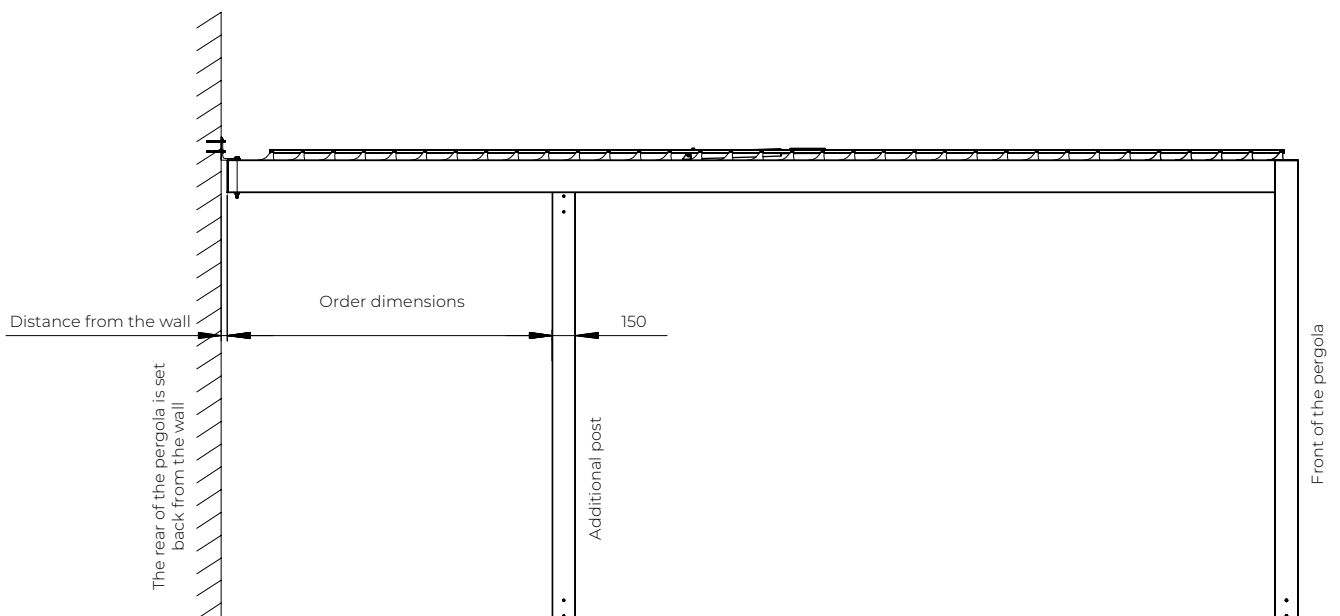 Order dimensions
Distance from the wall
150
The rear of the pergola is set
back from the wall
Additional post
Front of the pergola